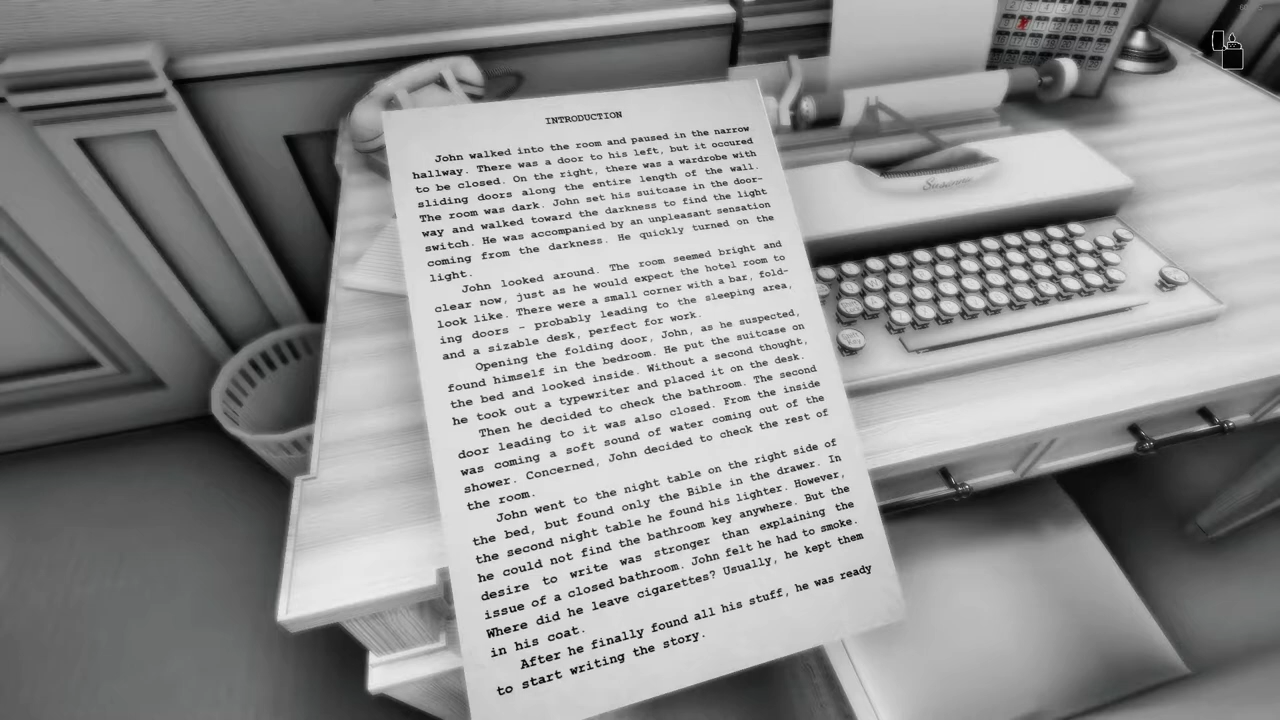 INTRODUCTION
John walked into the room and paused in the narrow
hallway. There was a door to his left, but it occured
to be closed. On the right, there was a wardrobe with
sliding doors along the entire length of the wall.
The room was dark. John set his suitcase in the door-
way and walked toward the darkness to find the light
switch. He was accompanied by an unpleasant sensation
coming from the darkness. He quickly turned on the
light.
John looked around. The room seemed bright and
clear now, just as he would expect the hotel room to
look like. There were a small corner with a bar, fold-
ing doors - probably leading to the sleeping area,
and a sizable desk, perfect for work.
Opening the folding door, John, as he suspected,
found himself in the bedroom. He put the suitcase on
the bed and looked inside. Without a second thought,
he took out a typewriter and placed it on the desk.
Then he decided to check the bathroom. The second
door leading to it was also closed. From the inside
was coming a soft sound of water coming out of the
shower. Concerned, John decided to check the rest of
the room.
John went to the night table on the right side of
the bed, but found only the Bible in the drawer. In
the second night table he found his lighter. However,
he could not find the bathroom key anywhere. But the
desire to write was stronger than explaining the
issue of a closed bathroom. John felt he had to smoke.
Where did he leave cigarettes? Usually, he kept them
in his coat.
After he finally found all his stuff, he was ready
to start writing the story.